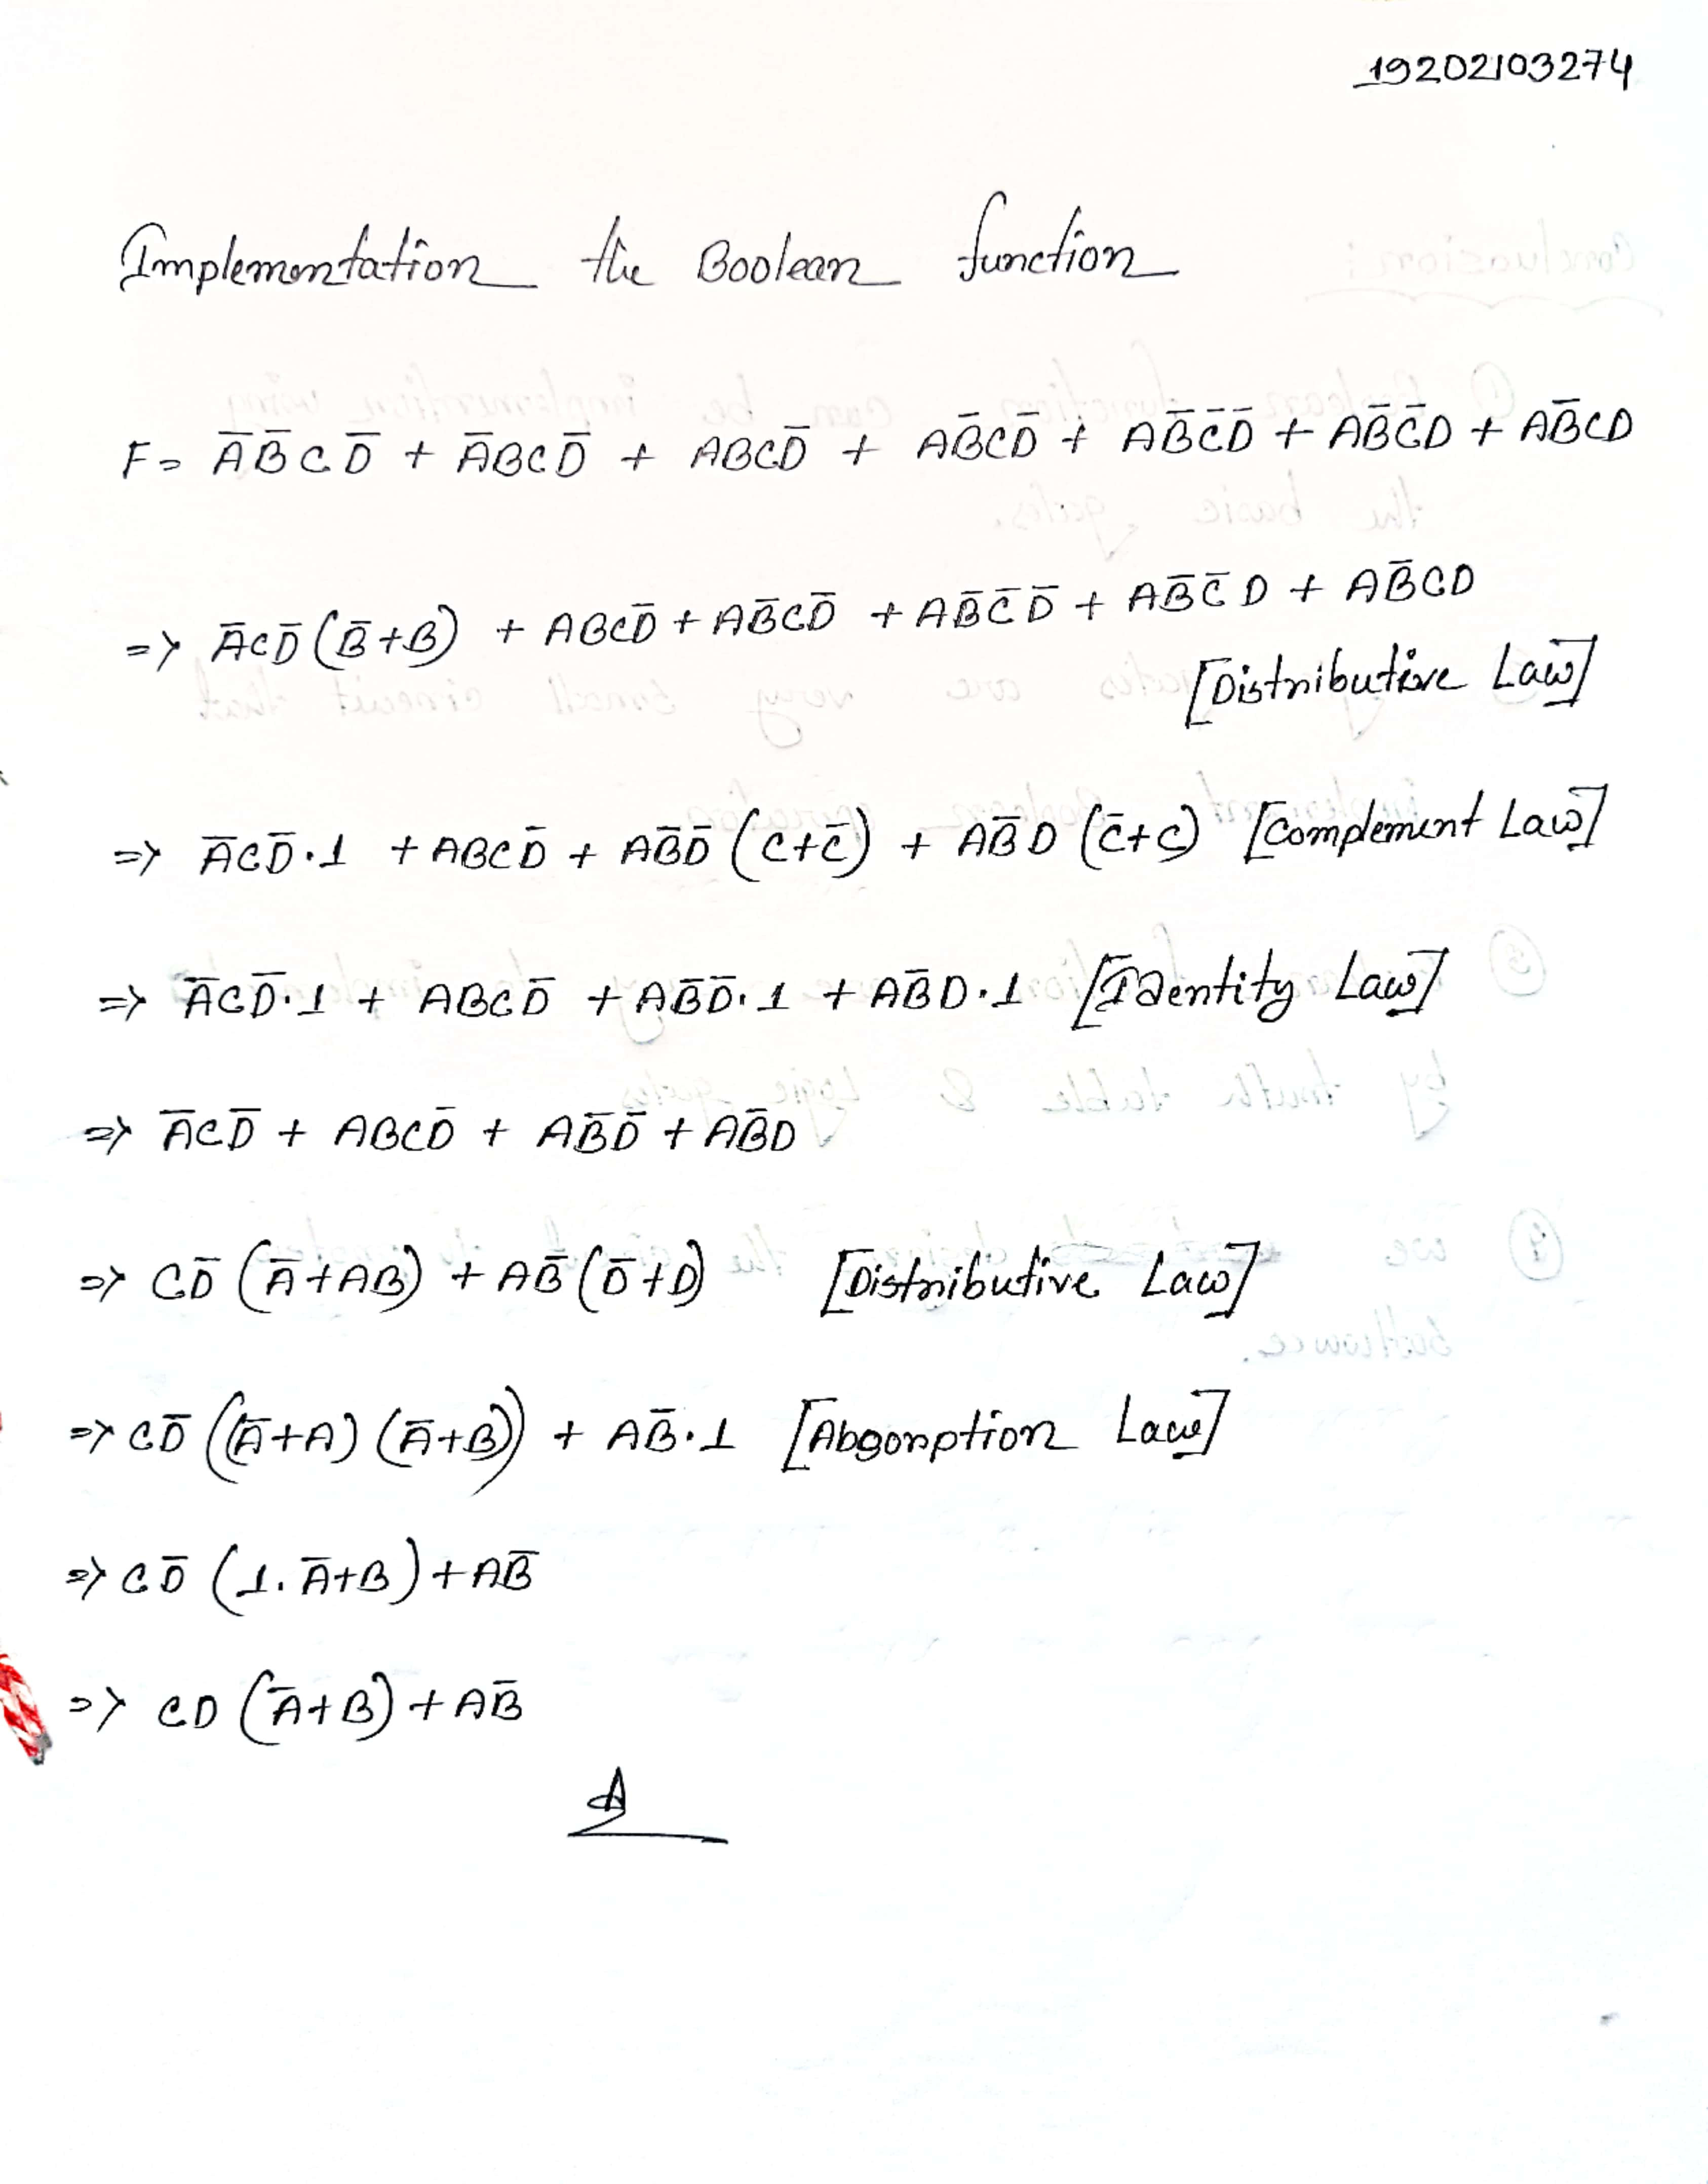 19202103274
Implementation the Boolean function
F= A̅B̅CD̅ + A̅BCD̅ + ABCD̅ + AB̅CD̅ + AB̅C̅D̅ + AB̅C̅D + AB̅CD
=> A̅CD̅(B̅+B) + ABCD̅ + AB̅CD̅ + AB̅C̅D̅ + AB̅C̅D + AB̅CD
[Distributive Law]
=> A̅CD̅.1 + ABCD̅ + AB̅D̅(C+C̅) + AB̅D(C̅+C) [Complement Law]
=> A̅CD̅.1 + ABCD̅ + AB̅D̅.1 + AB̅D.1 [Identity Law]
=> A̅CD̅ + ABCD̅ + AB̅D̅ + AB̅D
=> CD̅(A̅+AB) + AB̅(D̅+D) [Distributive Law]
=> CD̅((A̅+A)(A̅+B)) + AB̅.1 [Absorption Law]
=> CD̅(1.A̅+B)+AB̅
=> CD(A̅+B)+AB̅